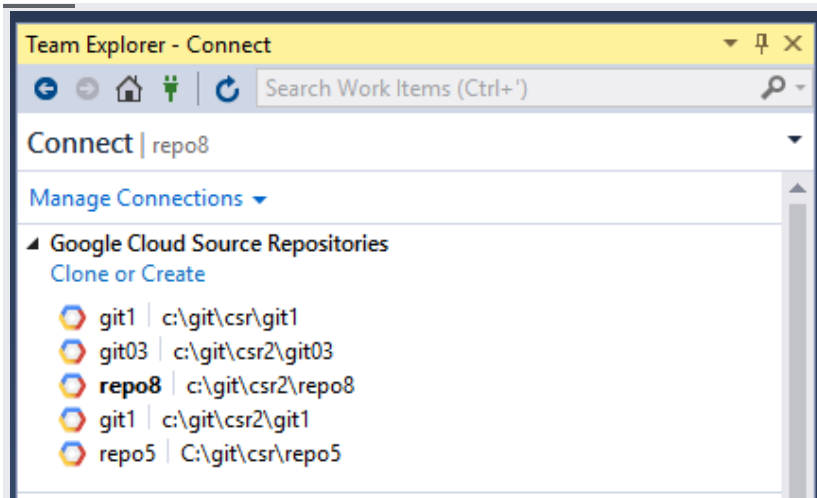 Team Explorer - Connect
Search Work Items (Ctrl+')
Connect | repo8
Manage Connections
Google Cloud Source Repositories
Clone or Create
git1 | c:\git\csr\git1
git03 | c:\git\csr2\git03
repo8 | c:\git\csr2\repo8
git1 | c:\git\csr2\git1
repo5 | C:\git\csr\repo5